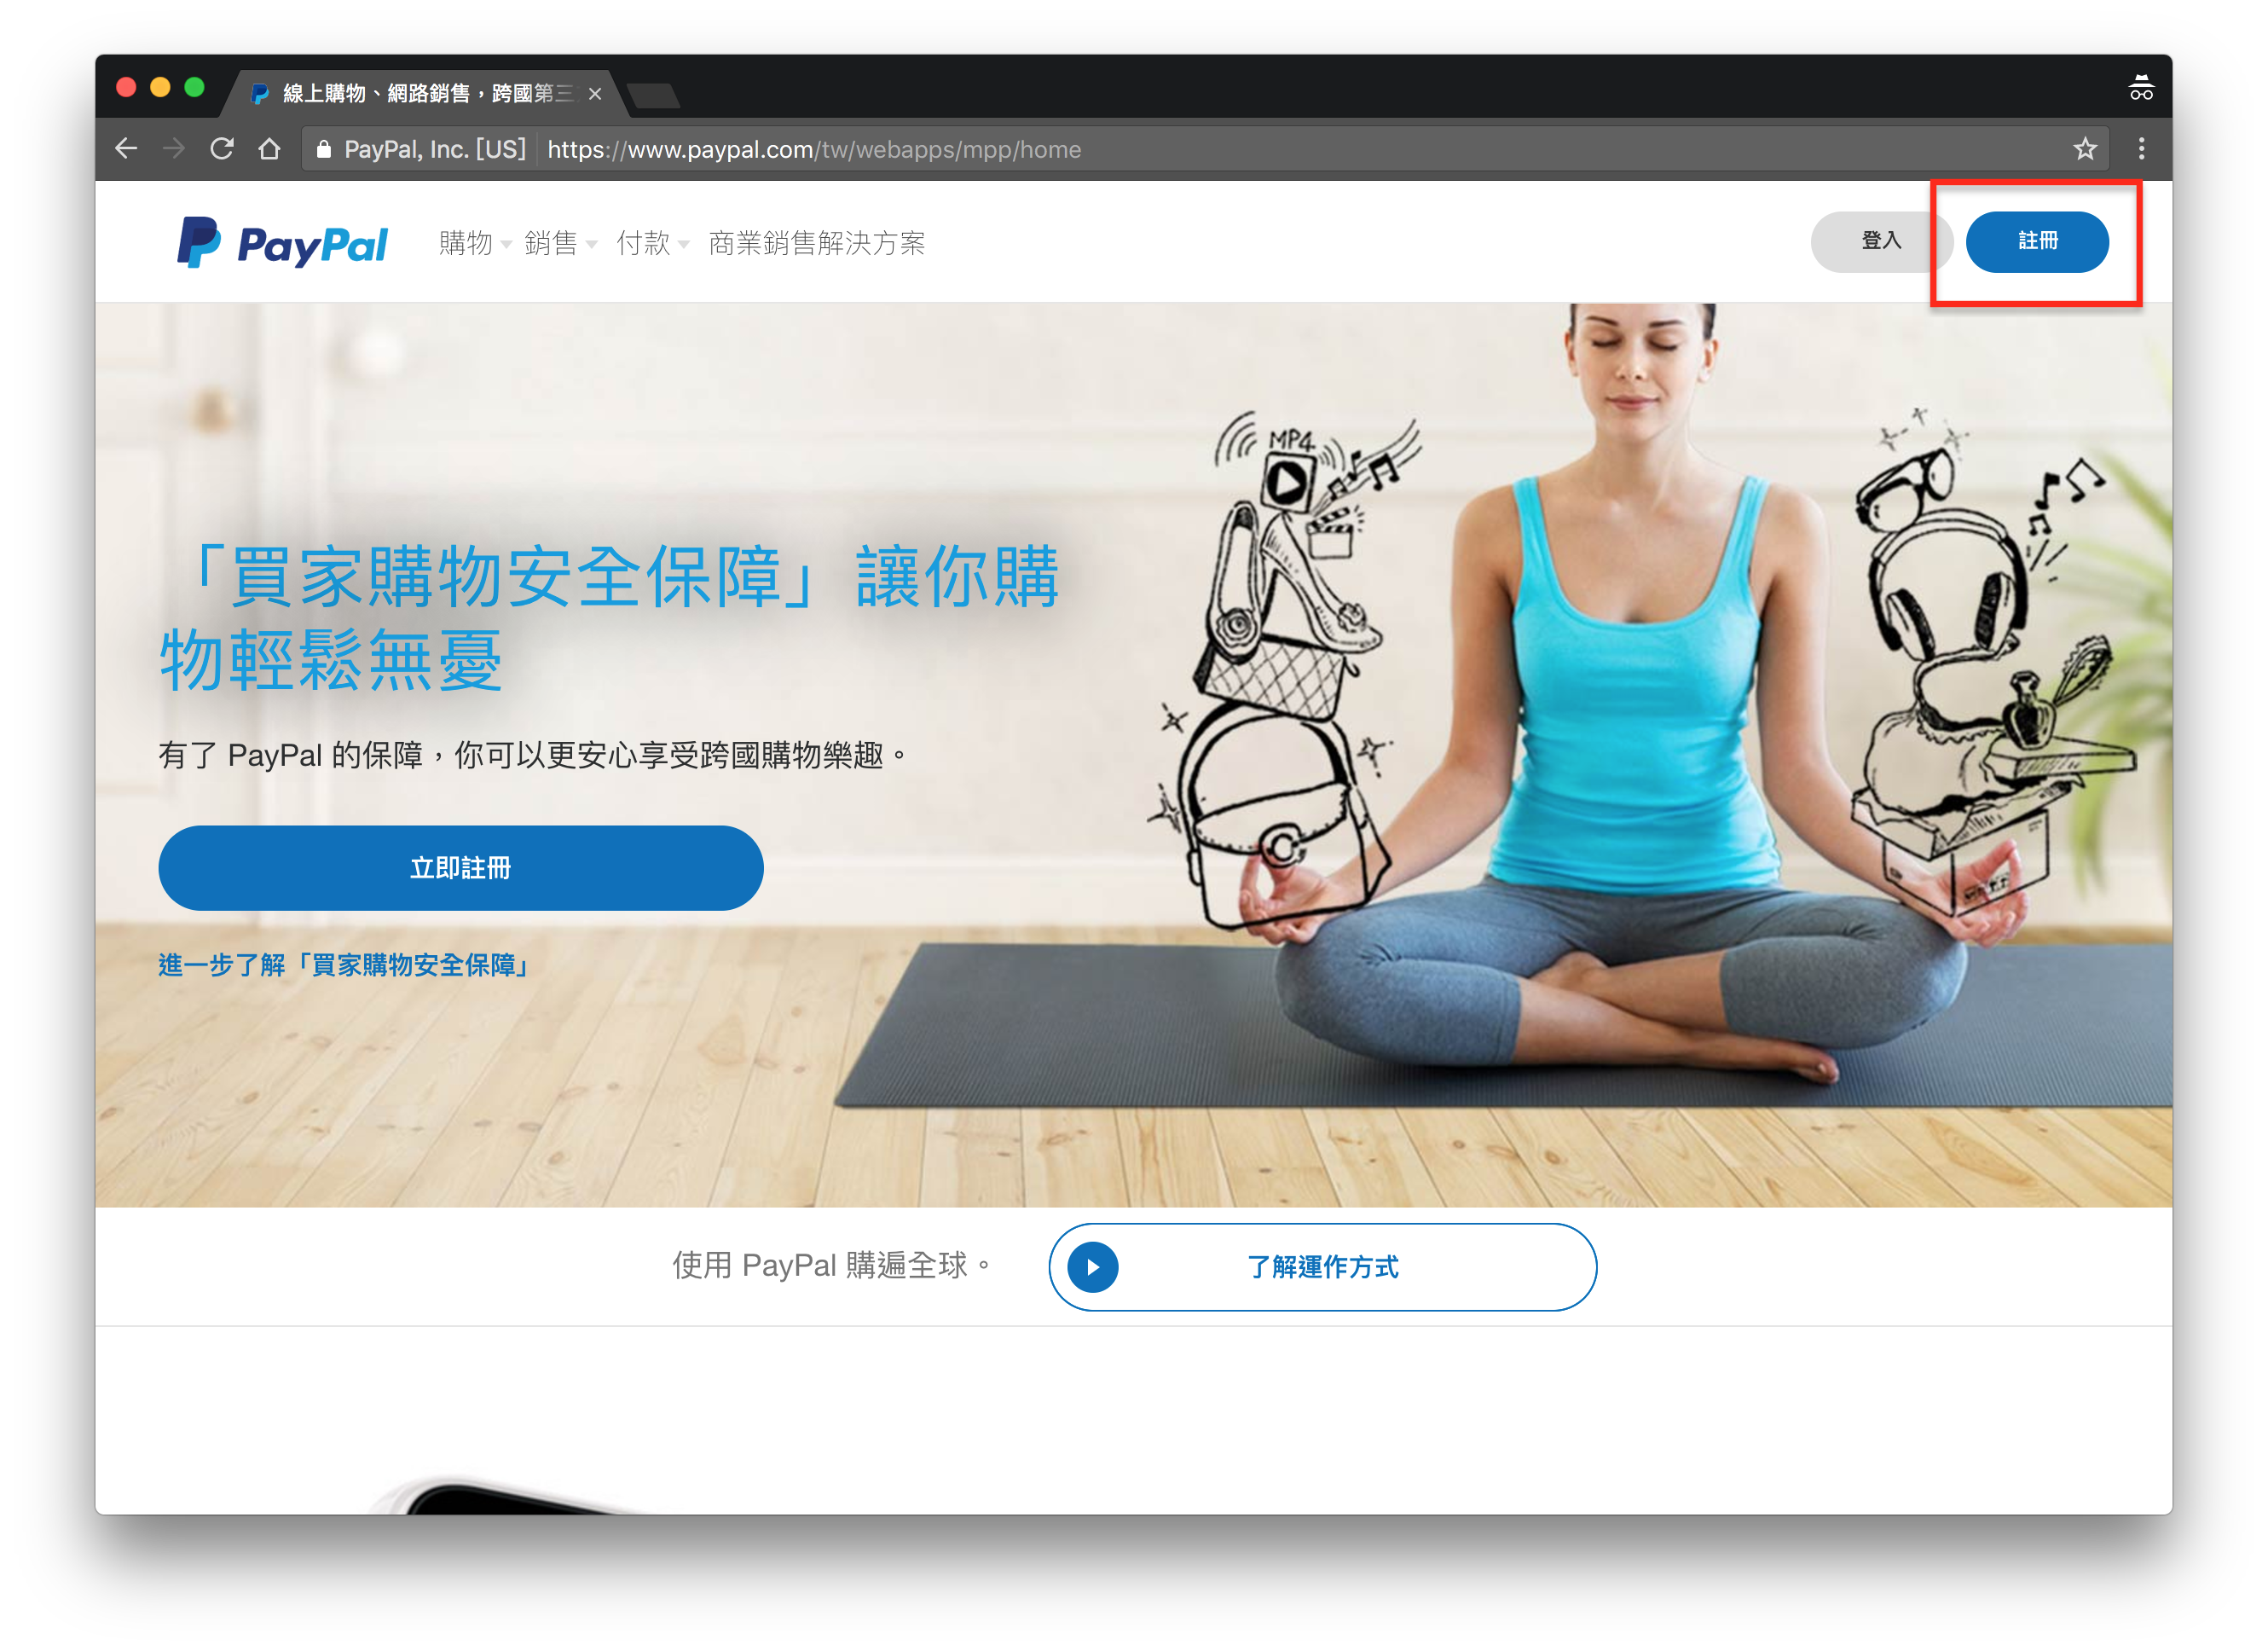 線上購物、網路銷售，跨國第三
PayPal, Inc. [US] https://www.paypal.com/tw/webapps/mpp/home
PayPal 購物 銷售 付款 商業銷售解決方案 登入 註冊
MP4
「買家購物安全保障」讓你購
物輕鬆無憂
有了 PayPal 的保障，你可以更安心享受跨國購物樂趣。
立即註冊
進一步了解「買家購物安全保障」
使用 PayPal 購遍全球。 了解運作方式